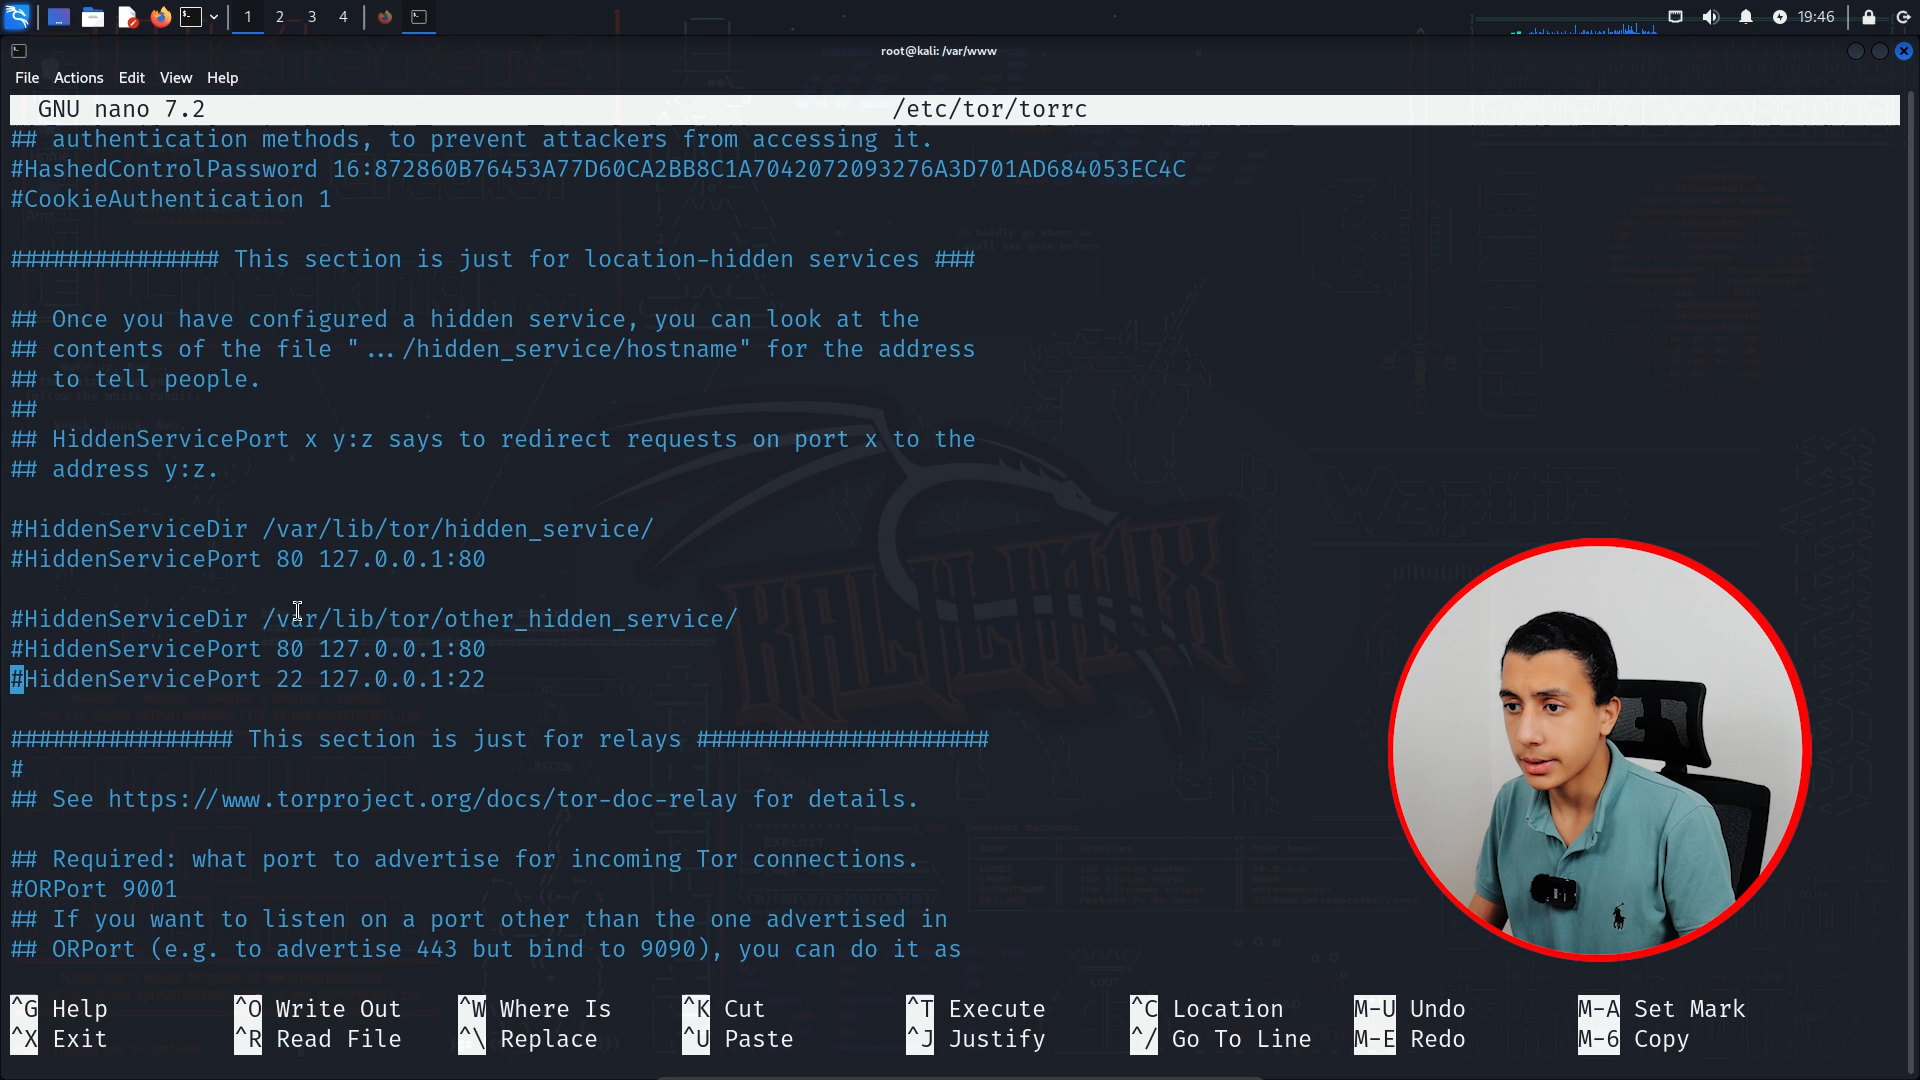 1 2 3 4
19:46
root@kali: /var/www
File Actions Edit View Help
GNU nano 7.2 /etc/tor/torrc
## authentication methods, to prevent attackers from accessing it.
#HashedControlPassword 16:872860B76453A77D60CA2BB8C1A7042072093276A3D701AD684053EC4C
#CookieAuthentication 1
############### This section is just for location-hidden services ###
## Once you have configured a hidden service, you can look at the
## contents of the file ".../hidden_service/hostname" for the address
## to tell people.
##
## HiddenServicePort x y:z says to redirect requests on port x to the
## address y:z.
#HiddenServiceDir /var/lib/tor/hidden_service/
#HiddenServicePort 80 127.0.0.1:80
#HiddenServiceDir /var/lib/tor/other_hidden_service/
#HiddenServicePort 80 127.0.0.1:80
#HiddenServicePort 22 127.0.0.1:22
################ This section is just for relays #####################
#
## See https://www.torproject.org/docs/tor-doc-relay for details.
## Required: what port to advertise for incoming Tor connections.
#ORPort 9001
## If you want to listen on a port other than the one advertised in
## ORPort (e.g. to advertise 443 but bind to 9090), you can do it as
^G Help ^O Write Out ^W Where Is ^K Cut ^T Execute ^C Location M-U Undo M-A Set Mark
^X Exit ^R Read File ^\ Replace ^U Paste ^J Justify ^/ Go To Line M-E Redo M-6 Copy
KALI LINUX